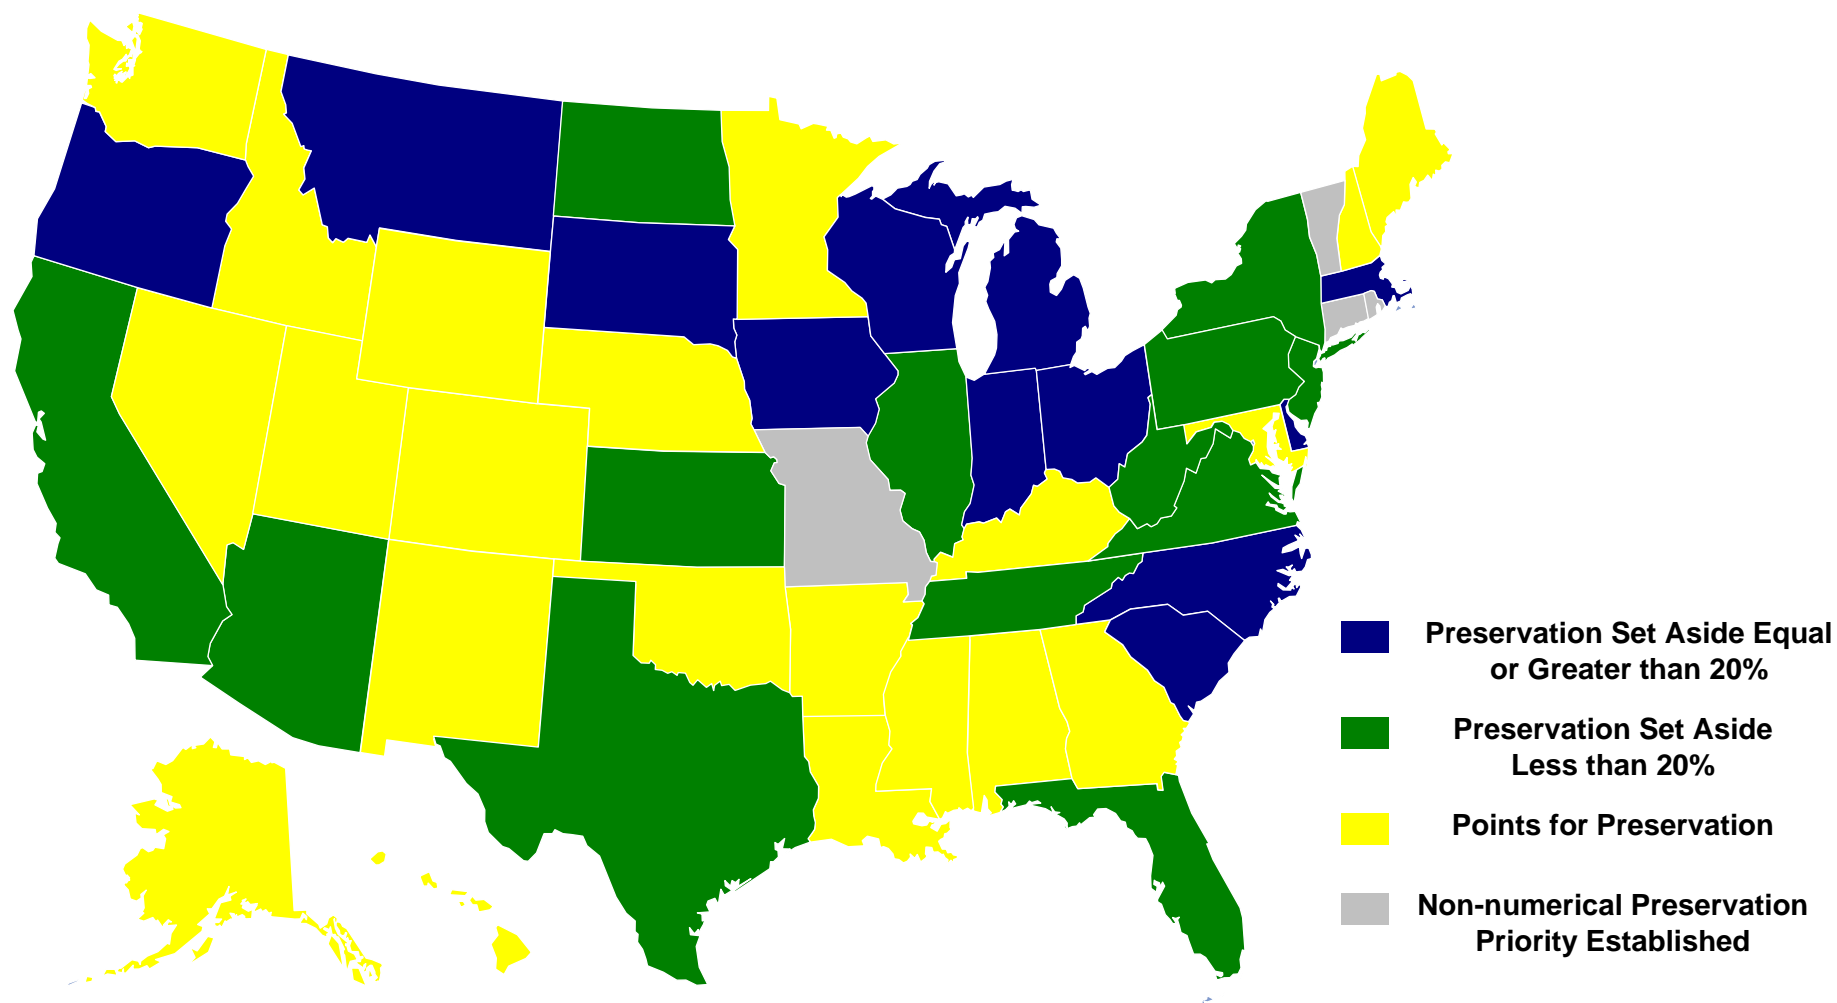 Preservation Set Aside Equal
or Greater than 20%
Preservation Set Aside
Less than 20%
Points for Preservation
Non-numerical Preservation
Priority Established